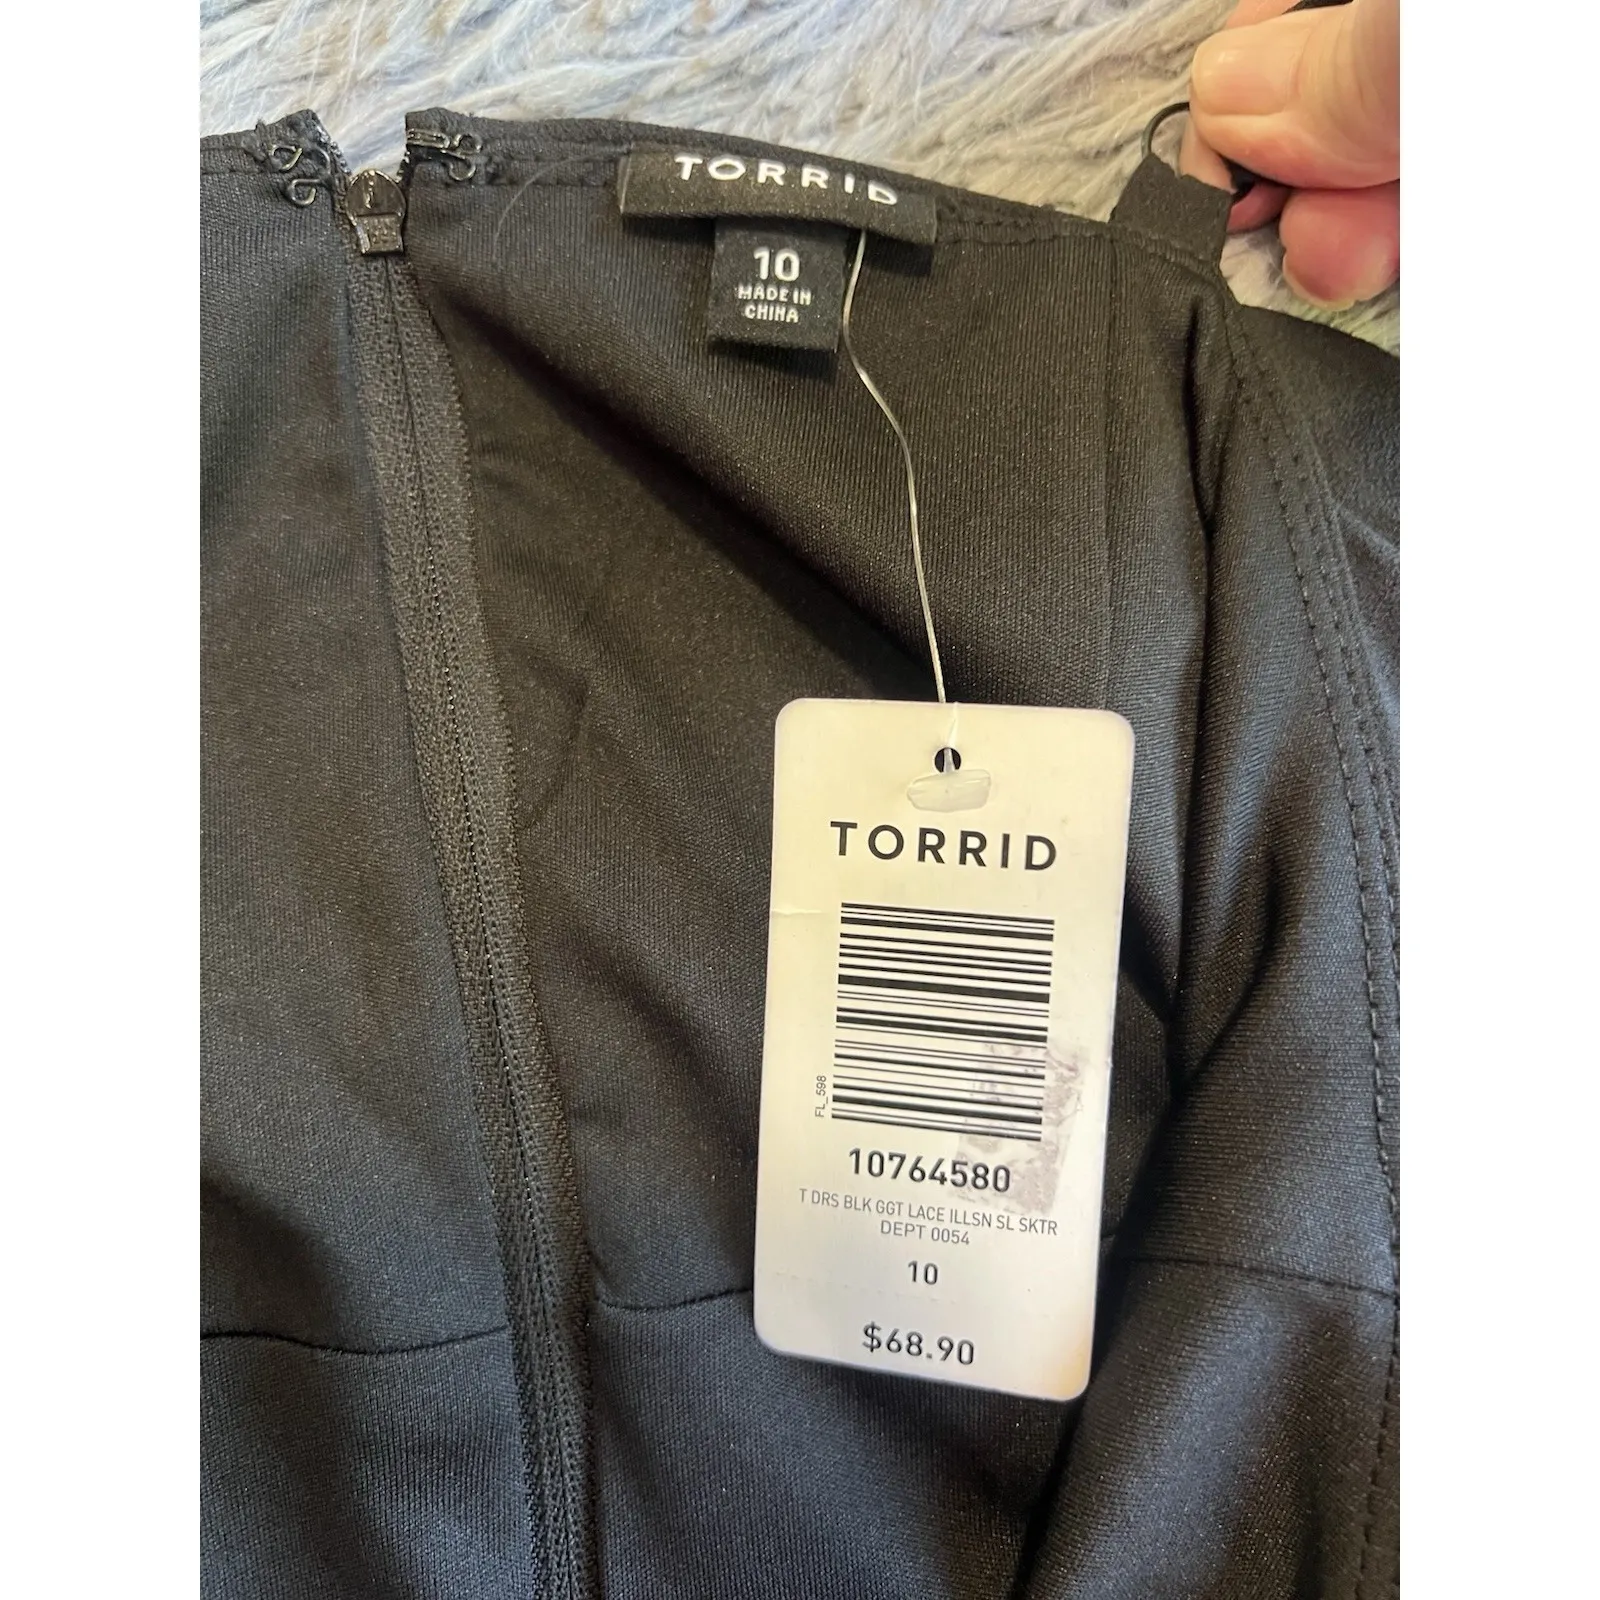 TORRID
10
MADE IN
CHINA
TORRID
FL_598
10764580
T DRS BLK GGT LACE ILLSN SL SKTR
DEPT 0054
10
$68.90